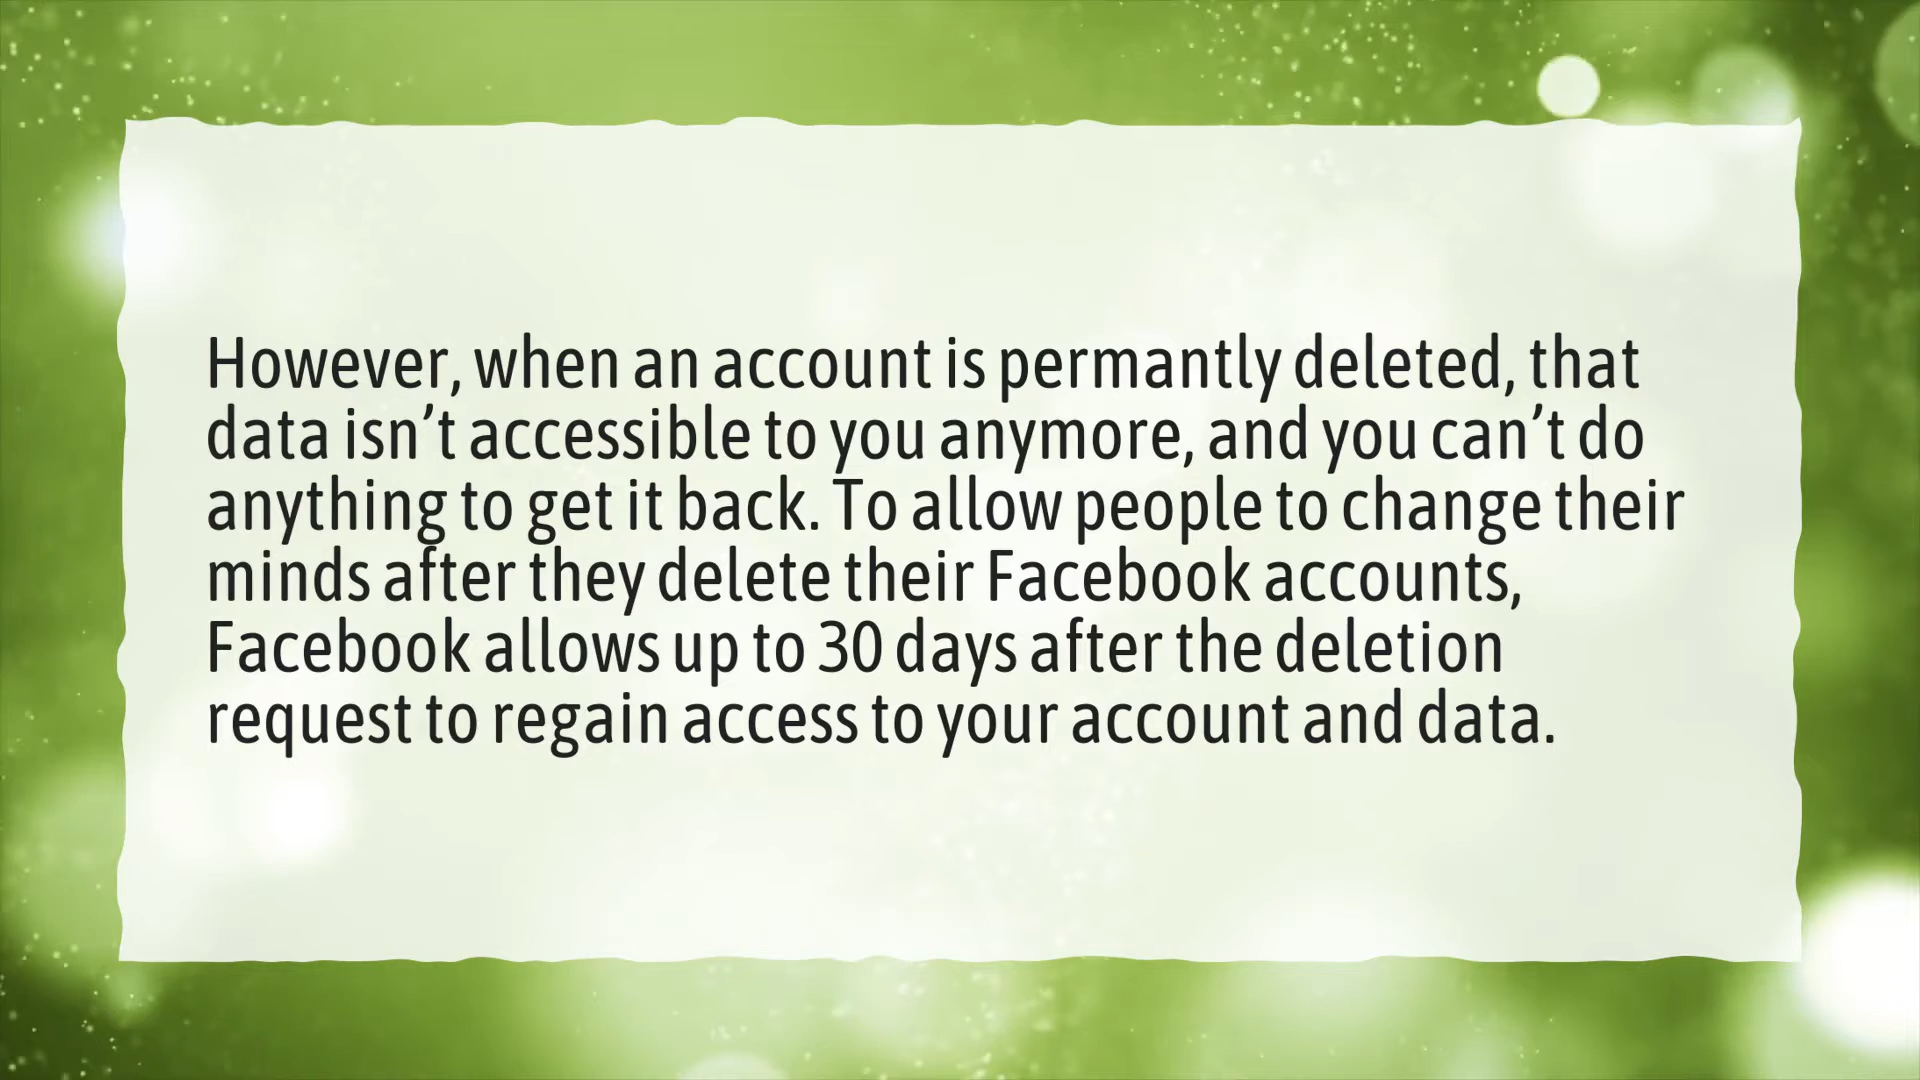 However, when an account is permantly deleted, that
data isn’t accessible to you anymore, and you can’t do
anything to get it back. To allow people to change their
minds after they delete their Facebook accounts,
Facebook allows up to 30 days after the deletion
request to regain access to your account and data.